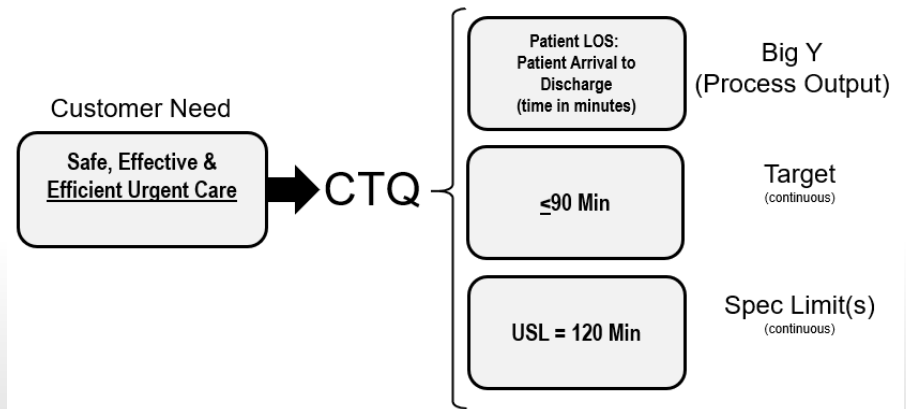 Customer Need
Safe, Effective &
Efficient Urgent Care
CTQ
Patient LOS:
Patient Arrival to
Discharge
(time in minutes)
Big Y
(Process Output)
≤90 Min
Target
(continuous)
USL = 120 Min
Spec Limit(s)
(continuous)